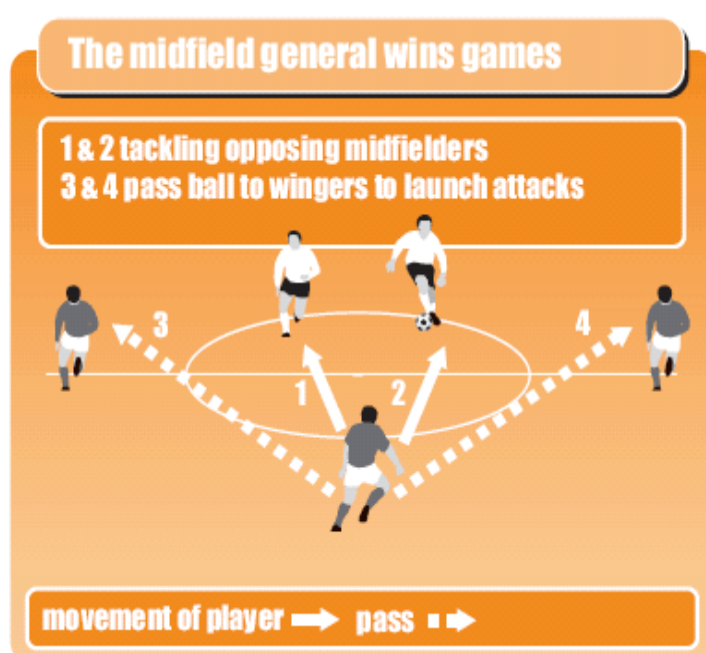 The midfield general wins games
1 & 2 tackling opposing midfielders
3 & 4 pass ball to wingers to launch attacks
3
4
1
2
movement of player
pass